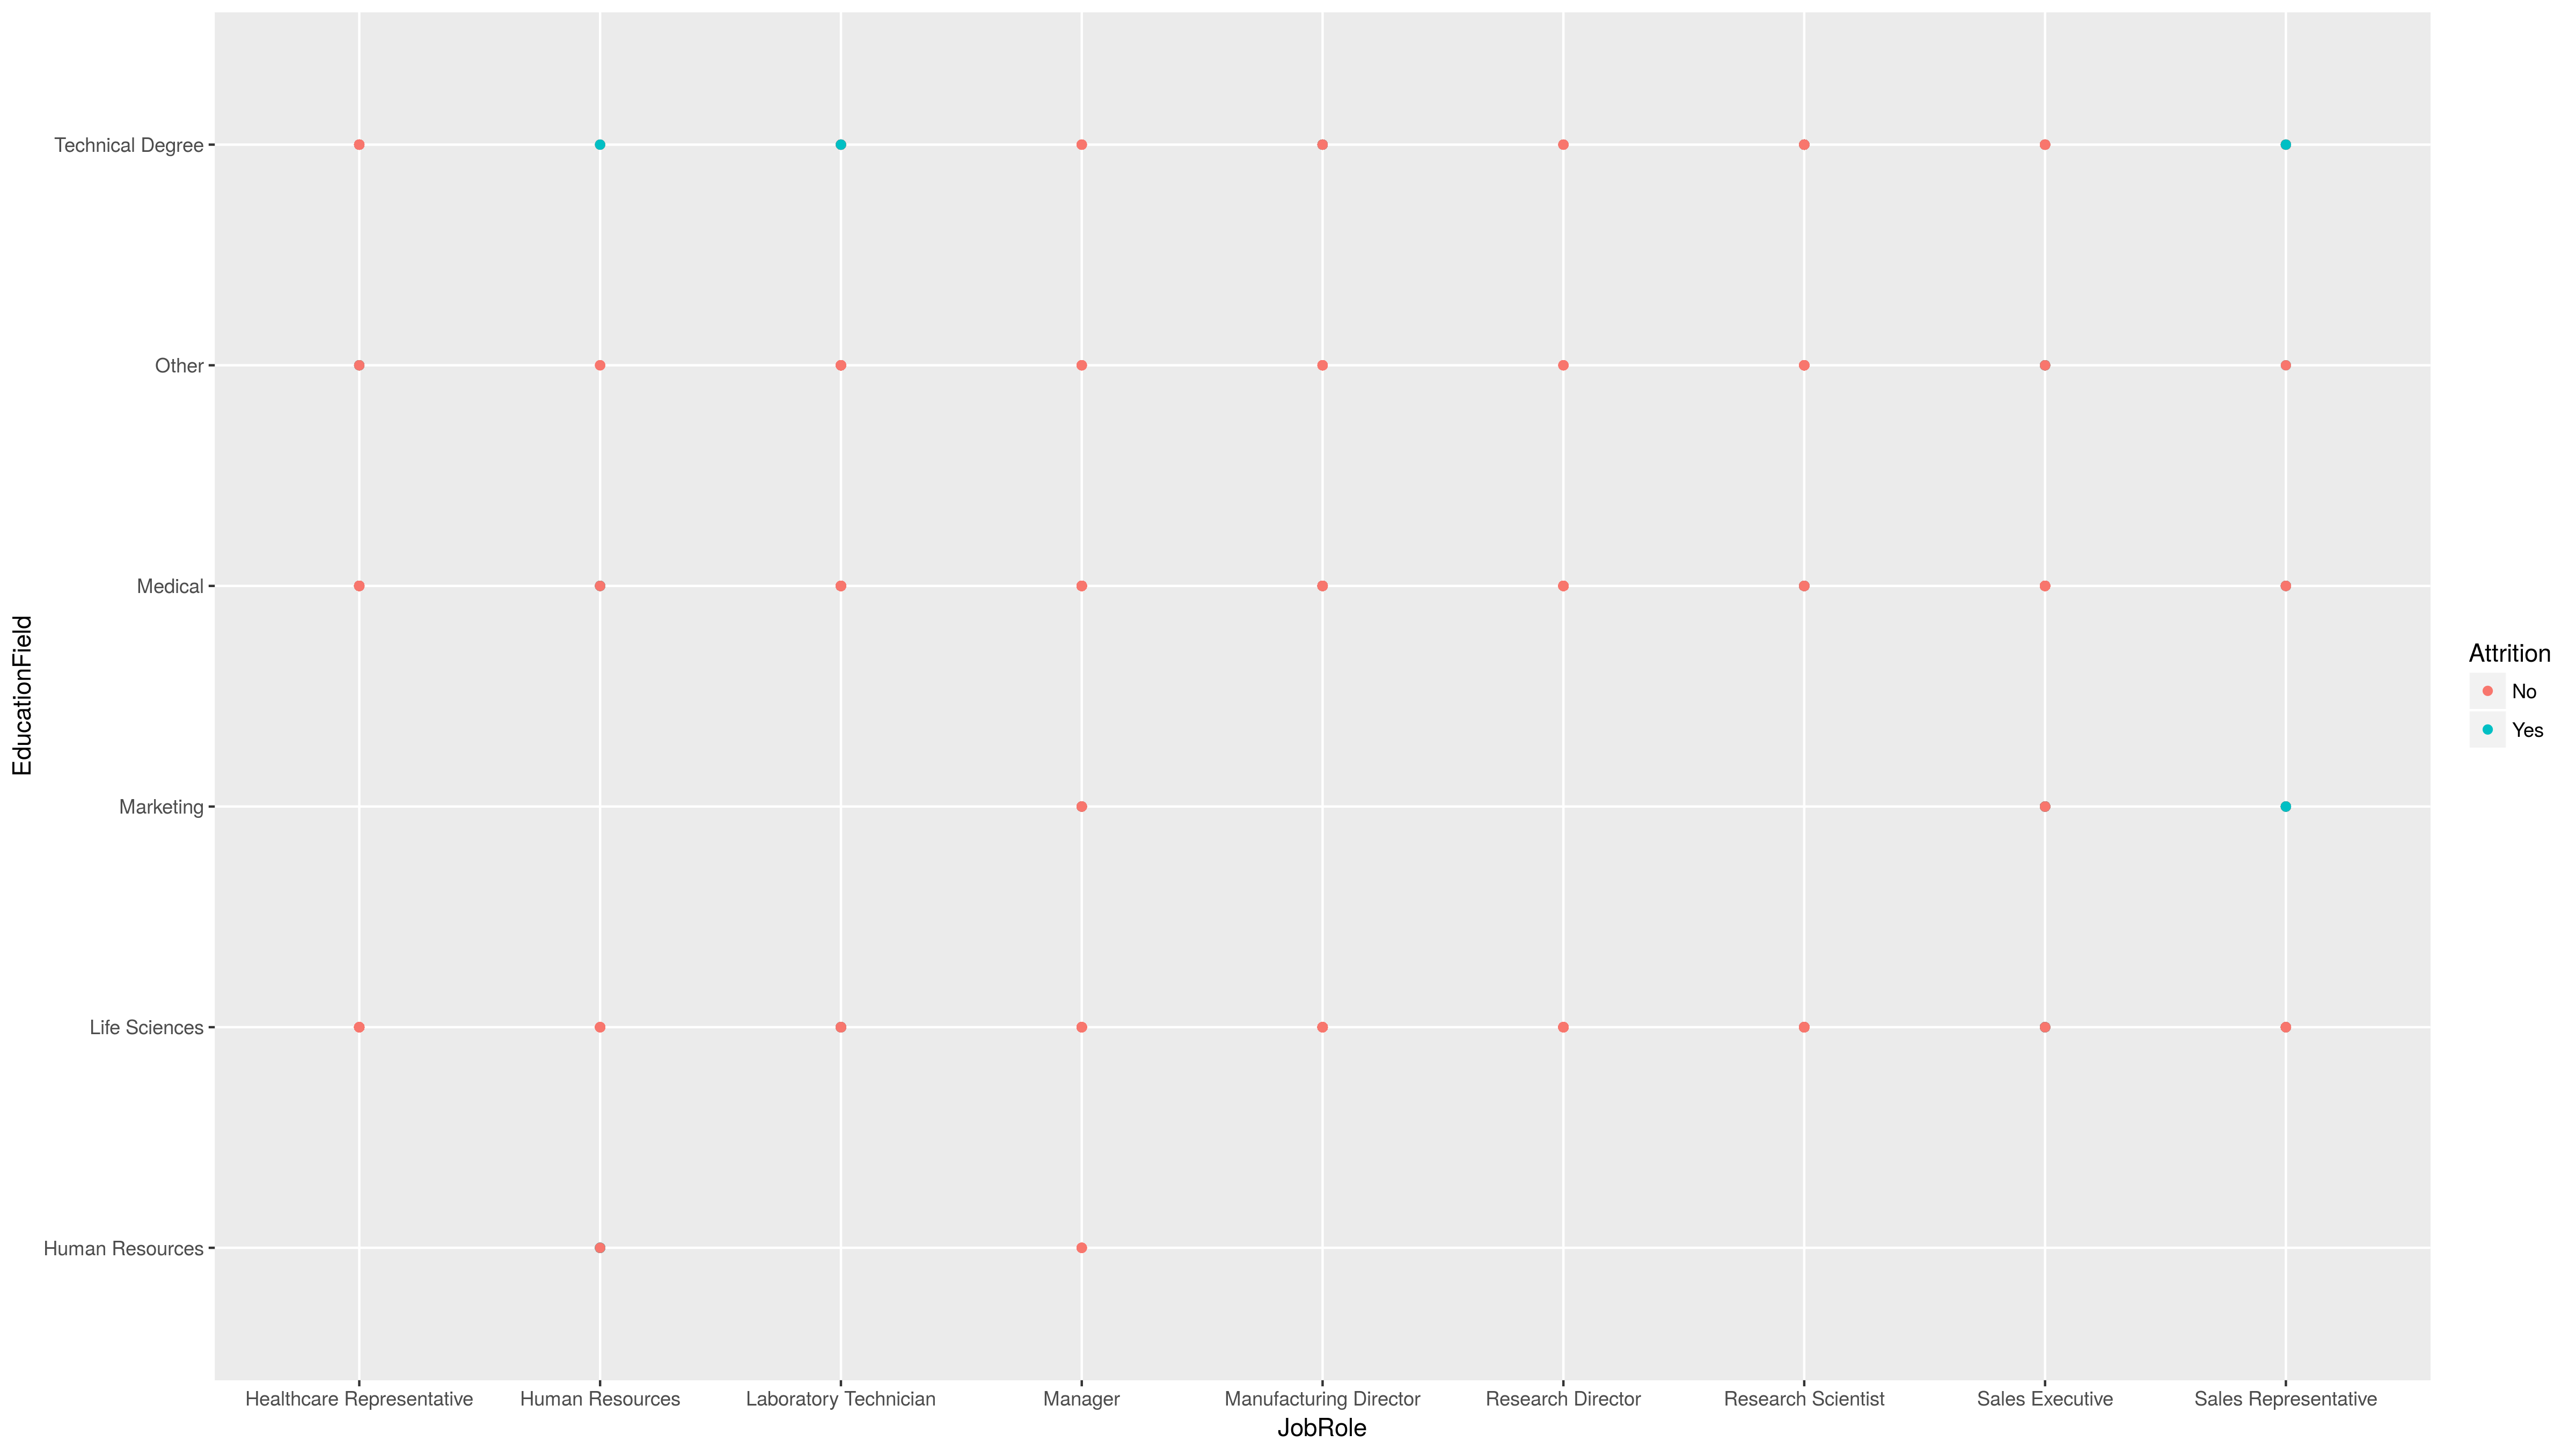 Technical Degree
Other
Medical
Marketing
Life Sciences
Human Resources
EducationField
Healthcare Representative
Human Resources
Laboratory Technician
Manager
Manufacturing Director
Research Director
Research Scientist
Sales Executive
Sales Representative
JobRole
Attrition
No
Yes